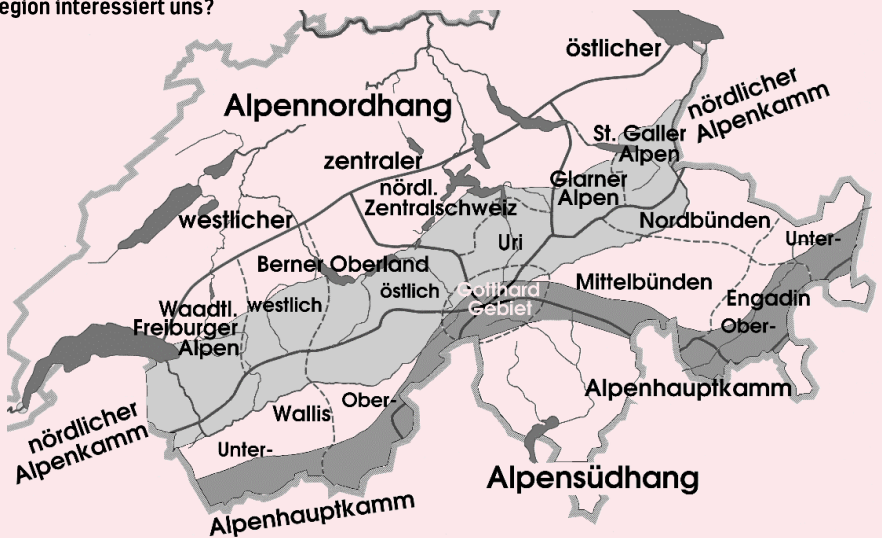 egion interessiert uns?
östlicher
Alpennordhang
nördlicher
Alpenkamm
St. Galler
Alpen
zentraler
nördl.
Zentralschweiz
Glarner
Alpen
westlicher
Nordbünden
Uri
Unter-
Berner Oberland
östlich
Gotthard
Gebiet
Mittelbünden
Engadin
Ober-
Waadtl.
Freiburger
Alpen
westlich
Alpenhauptkamm
nördlicher
Alpenkamm
Wallis
Ober-
Unter-
Alpensüdhang
Alpenhauptkamm